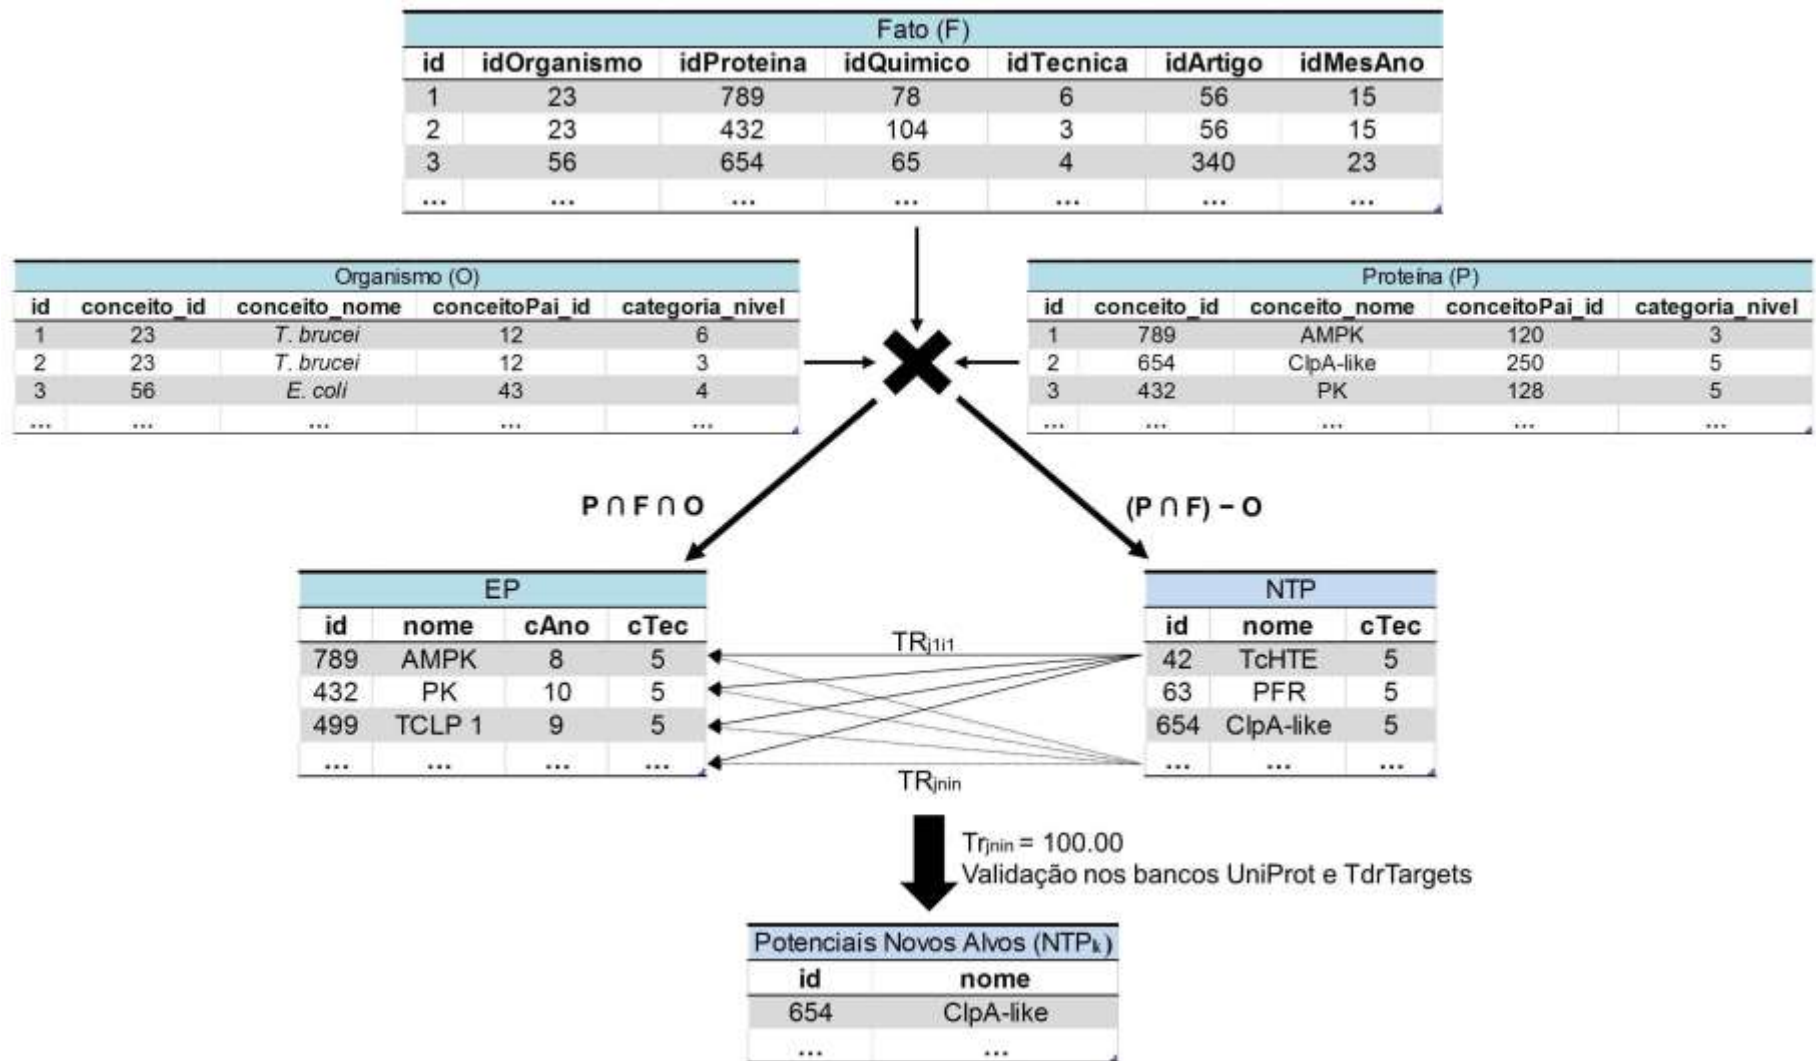 Fato (F)
id idOrganismo idProteina idQuimico idTecnica idArtigo idMesAno
1 23 789 78 6 56 15
2 23 432 104 3 56 15
3 56 654 65 4 340 23
... ... ... ... ... ... ...
Organismo (O)
id conceito_id conceito_nome conceitoPai_id categoria_nivel
1 23 T. brucei 12 6
2 23 T. brucei 12 3
3 56 E. coli 43 4
... ... ... ... ...
Proteína (P)
id conceito_id conceito_nome conceitoPai_id categoria_nivel
1 789 AMPK 120 3
2 654 ClpA-like 250 5
3 432 PK 128 5
... ... ... ... ...
P ∩ F ∩ O
(P ∩ F) − O
EP
id nome cAno cTec
789 AMPK 8 5
432 PK 10 5
499 TCLP 1 9 5
... ... ... ...
TRj1i1
TRjnin
NTP
id nome cTec
42 TcHTE 5
63 PFR 5
654 ClpA-like 5
... ... ...
Trjnin = 100.00
Validação nos bancos UniProt e TdrTargets
Potenciais Novos Alvos (NTPk)
id nome
654 ClpA-like
... ...